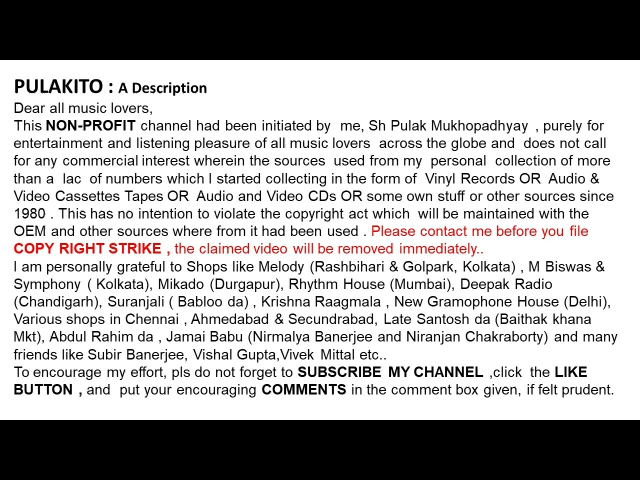 PULAKITO : A Description
Dear all music lovers,
This NON-PROFIT channel had been initiated by me, Sh Pulak Mukhopadhyay , purely for
entertainment and listening pleasure of all music lovers across the globe and does not call
for any commercial interest wherein the sources used from my personal collection of more
than a lac of numbers which I started collecting in the form of Vinyl Records OR Audio &
Video Cassettes Tapes OR Audio and Video CDs OR some own stuff or other sources since
1980 . This has no intention to violate the copyright act which will be maintained with the
OEM and other sources where from it had been used . Please contact me before you file
COPY RIGHT STRIKE , the claimed video will be removed immediately..
I am personally grateful to Shops like Melody (Rashbihari & Golpark, Kolkata) , M Biswas &
Symphony ( Kolkata), Mikado (Durgapur), Rhythm House (Mumbai), Deepak Radio
(Chandigarh), Suranjali ( Babloo da) , Krishna Raagmala , New Gramophone House (Delhi),
Various shops in Chennai , Ahmedabad & Secundrabad, Late Santosh da (Baithak khana
Mkt), Abdul Rahim da , Jamai Babu (Nirmalya Banerjee and Niranjan Chakraborty) and many
friends like Subir Banerjee, Vishal Gupta,Vivek Mittal etc..
To encourage my effort, pls do not forget to SUBSCRIBE MY CHANNEL ,click the LIKE
BUTTON , and put your encouraging COMMENTS in the comment box given, if felt prudent.